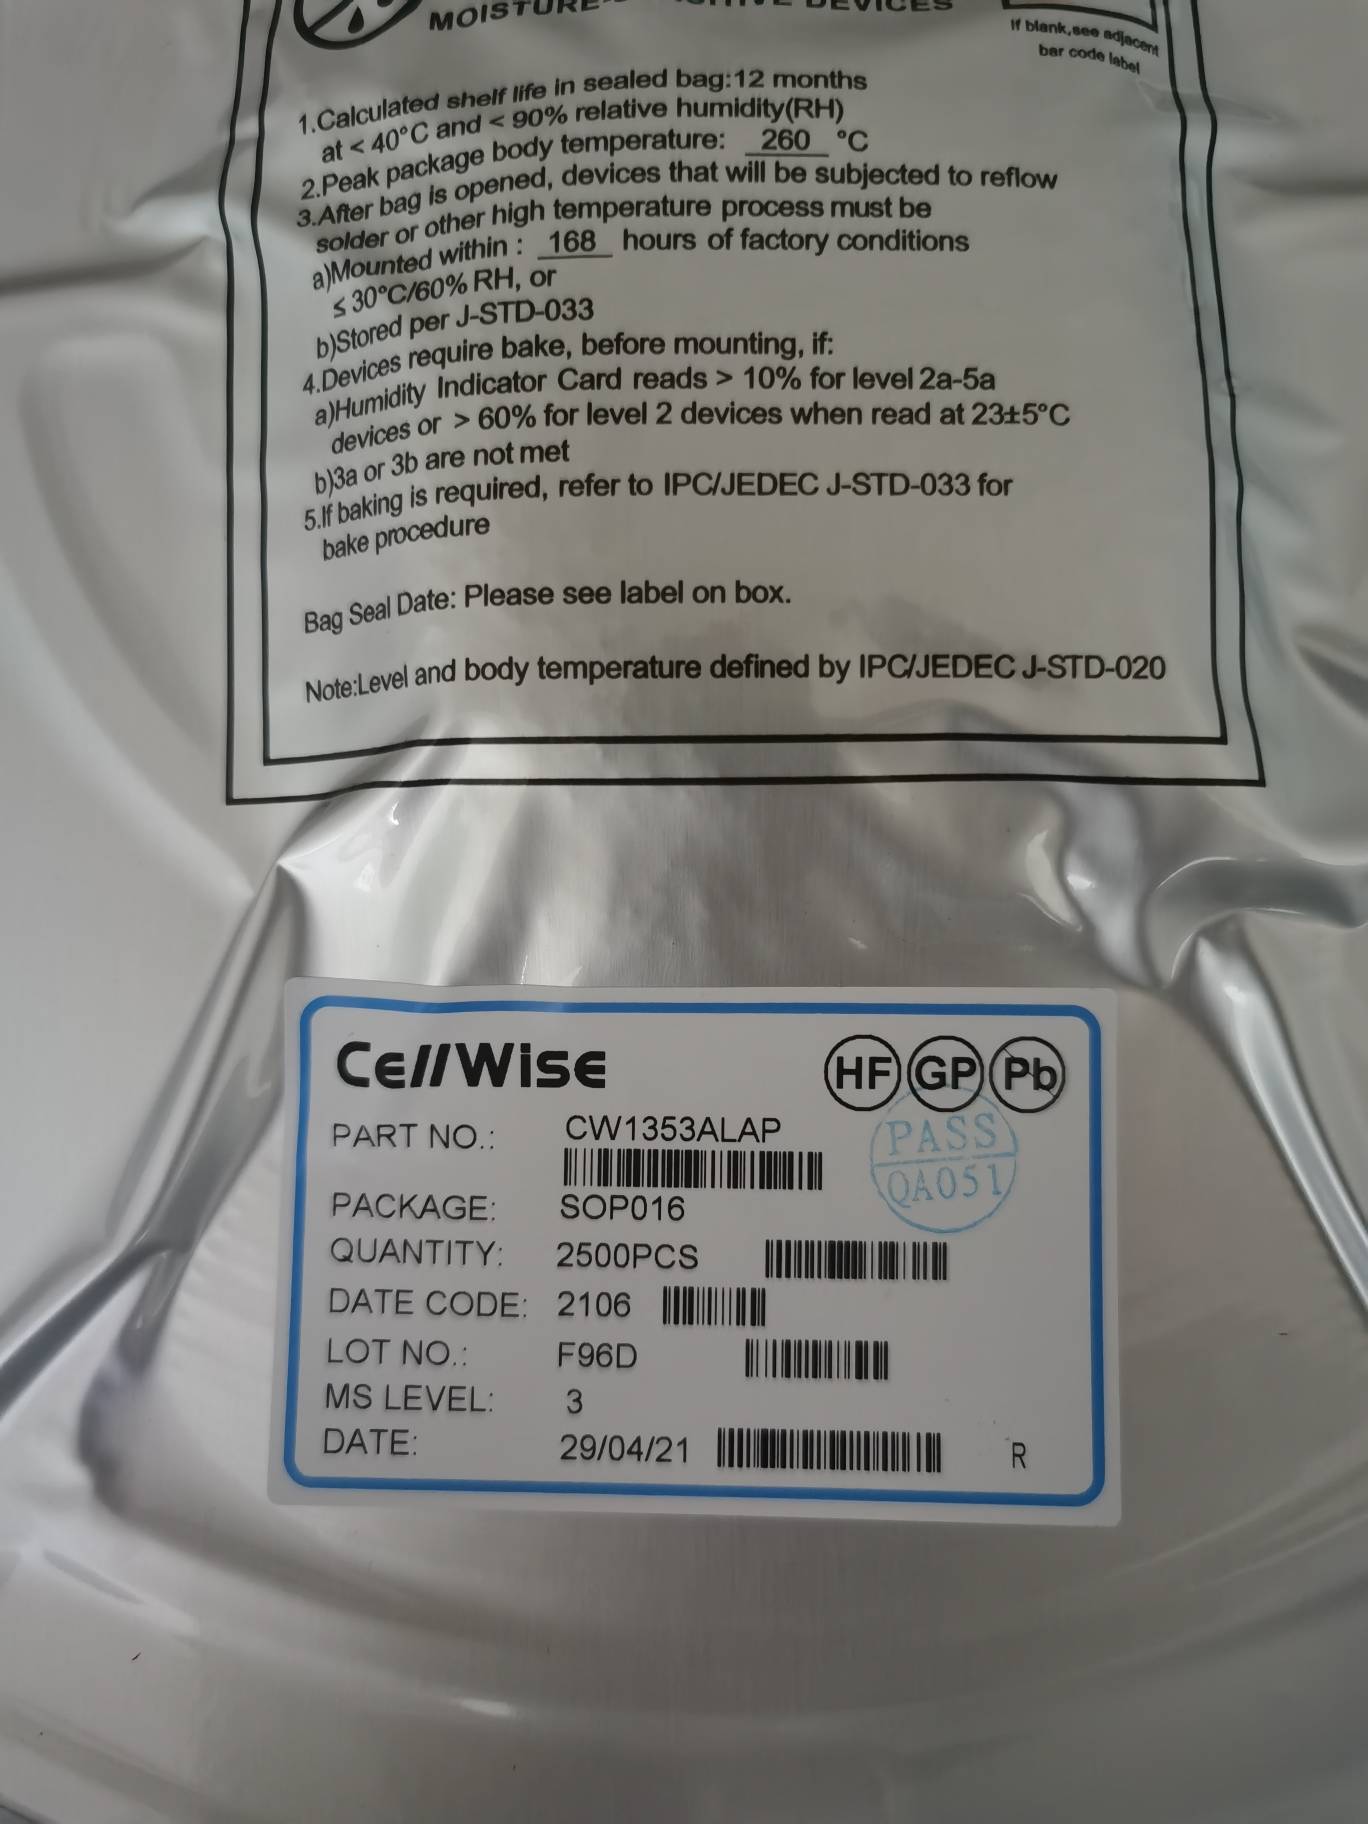 MOISTURE-SENSITIVE DEVICES
If blank,see adjacent
bar code label
1.Calculated shelf life in sealed bag:12 months
at < 40°C and < 90% relative humidity(RH)
2.Peak package body temperature: 260 °C
3.After bag is opened, devices that will be subjected to reflow
solder or other high temperature process must be
a)Mounted within : 168 hours of factory conditions
≤ 30°C/60% RH, or
b)Stored per J-STD-033
4.Devices require bake, before mounting, if:
a)Humidity Indicator Card reads > 10% for level 2a-5a
devices or > 60% for level 2 devices when read at 23±5°C
b)3a or 3b are not met
5.If baking is required, refer to IPC/JEDEC J-STD-033 for
bake procedure
Bag Seal Date: Please see label on box.
Note:Level and body temperature defined by IPC/JEDEC J-STD-020
CellWise HF GP Pb
PART NO.: CW1353ALAP
PASS
QA051
PACKAGE: SOP016
QUANTITY: 2500PCS
DATE CODE: 2106
LOT NO.: F96D
MS LEVEL: 3
DATE: 29/04/21 R